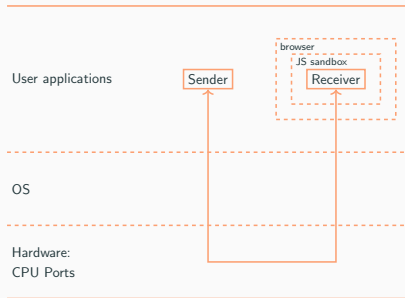 browser
JS sandbox
User applications
Sender
Receiver
OS
Hardware:
CPU Ports